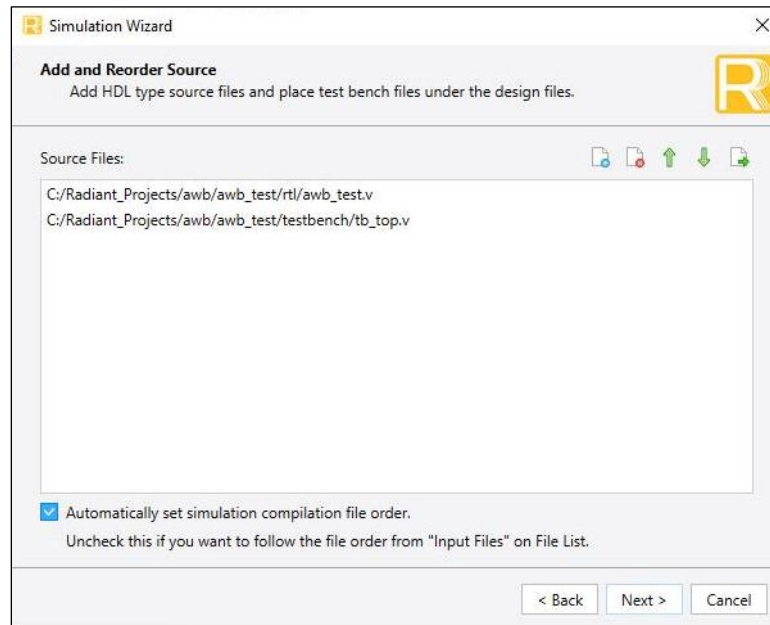 Simulation Wizard
Add and Reorder Source
Add HDL type source files and place test bench files under the design files.
Source Files:
C:/Radiant_Projects/awb/awb_test/rtl/awb_test.v
C:/Radiant_Projects/awb/awb_test/testbench/tb_top.v
Automatically set simulation compilation file order.
Uncheck this if you want to follow the file order from "Input Files" on File List.
< Back Next > Cancel